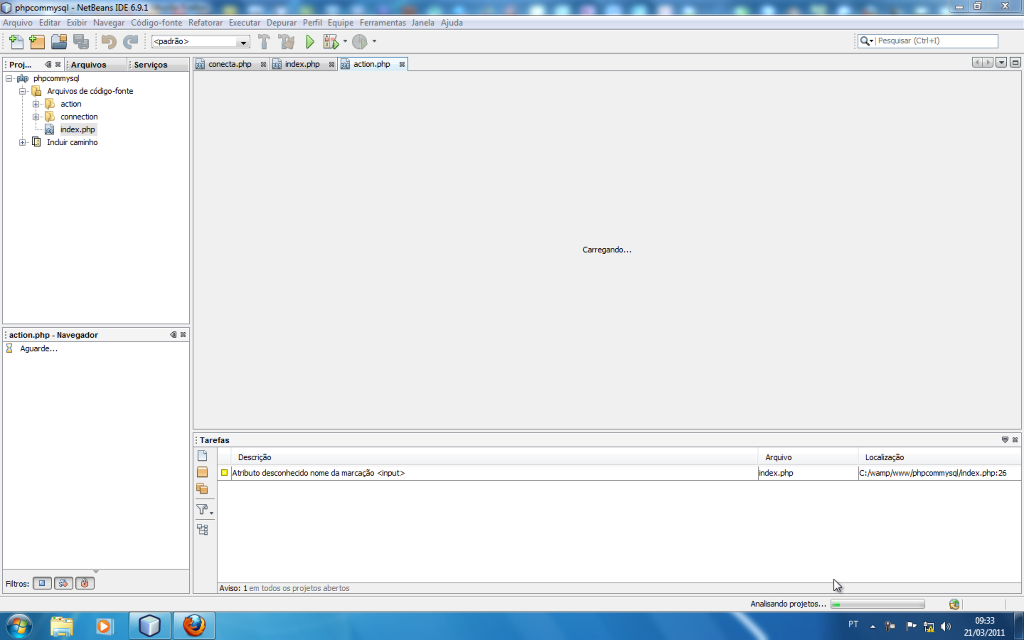 phpcommysql - NetBeans IDE 6.9.1
Arquivo Editar Exibir Navegar Código-fonte Refatorar Executar Depurar Perfil Equipe Ferramentas Janela Ajuda
<padrão>
Pesquisar (Ctrl+I)
Proj... Arquivos Serviços
conecta.php index.php action.php
phpcommysql
Arquivos de código-fonte
action
connection
index.php
Incluir caminho
Carregando...
action.php - Navegador
Aguarde...
Filtros:
Tarefas
Descrição Arquivo Localização
Atributo desconhecido nome da marcação <input> index.php C:/wamp/www/phpcommysql/index.php:26
Aviso: 1 em todos os projetos abertos
Analisando projetos...
PT
09:33
21/03/2011